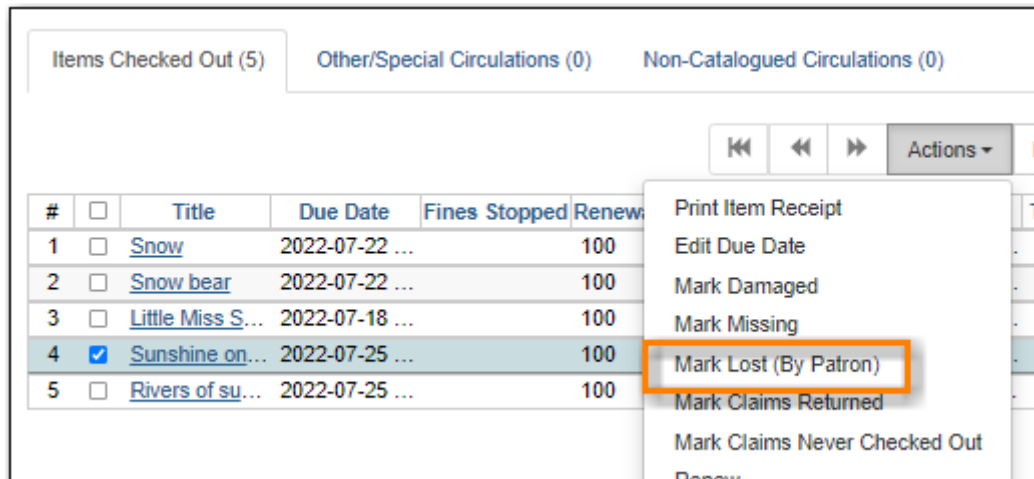 Items Checked Out (5) Other/Special Circulations (0) Non-Catalogued Circulations (0)
Actions
# Title Due Date Fines Stopped Renewa
1 Snow 2022-07-22 ... 100
2 Snow bear 2022-07-22 ... 100
3 Little Miss S... 2022-07-18 ... 100
4 Sunshine on... 2022-07-25 ... 100
5 Rivers of su... 2022-07-25 ... 100
Print Item Receipt
Edit Due Date
Mark Damaged
Mark Missing
Mark Lost (By Patron)
Mark Claims Returned
Mark Claims Never Checked Out
Renew